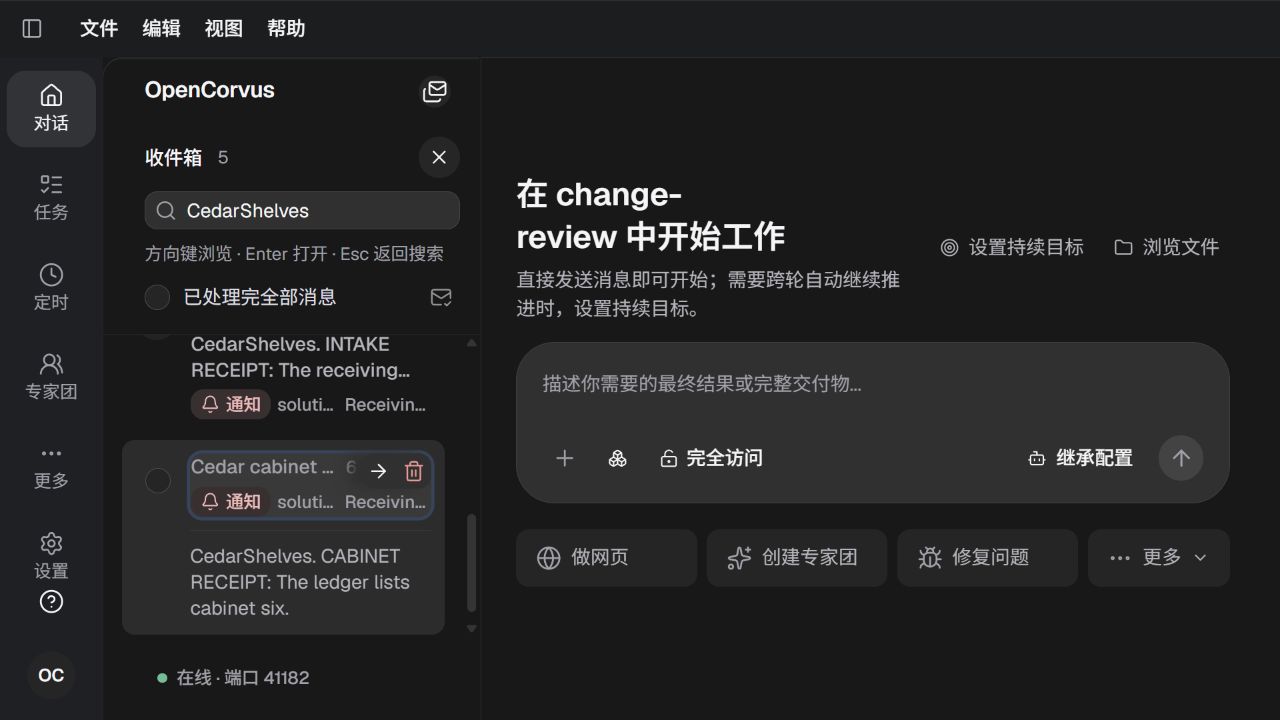 文件 编辑 视图 帮助
对话
任务
定时
专家团
更多
设置
OC
OpenCorvus
收件箱 5
CedarShelves
方向键浏览 · Enter 打开 · Esc 返回搜索
已处理完全部消息
CedarShelves. INTAKE
RECEIPT: The receiving...
通知 soluti... Receivin...
Cedar cabinet ... 6
通知 soluti... Receivin...
CedarShelves. CABINET
RECEIPT: The ledger lists
cabinet six.
在线 · 端口 41182
在 change-
review 中开始工作
直接发送消息即可开始；需要跨轮自动继续推
进时，设置持续目标。
设置持续目标 浏览文件
描述你需要的最终结果或完整交付物...
完全访问 继承配置
做网页 创建专家团 修复问题 更多